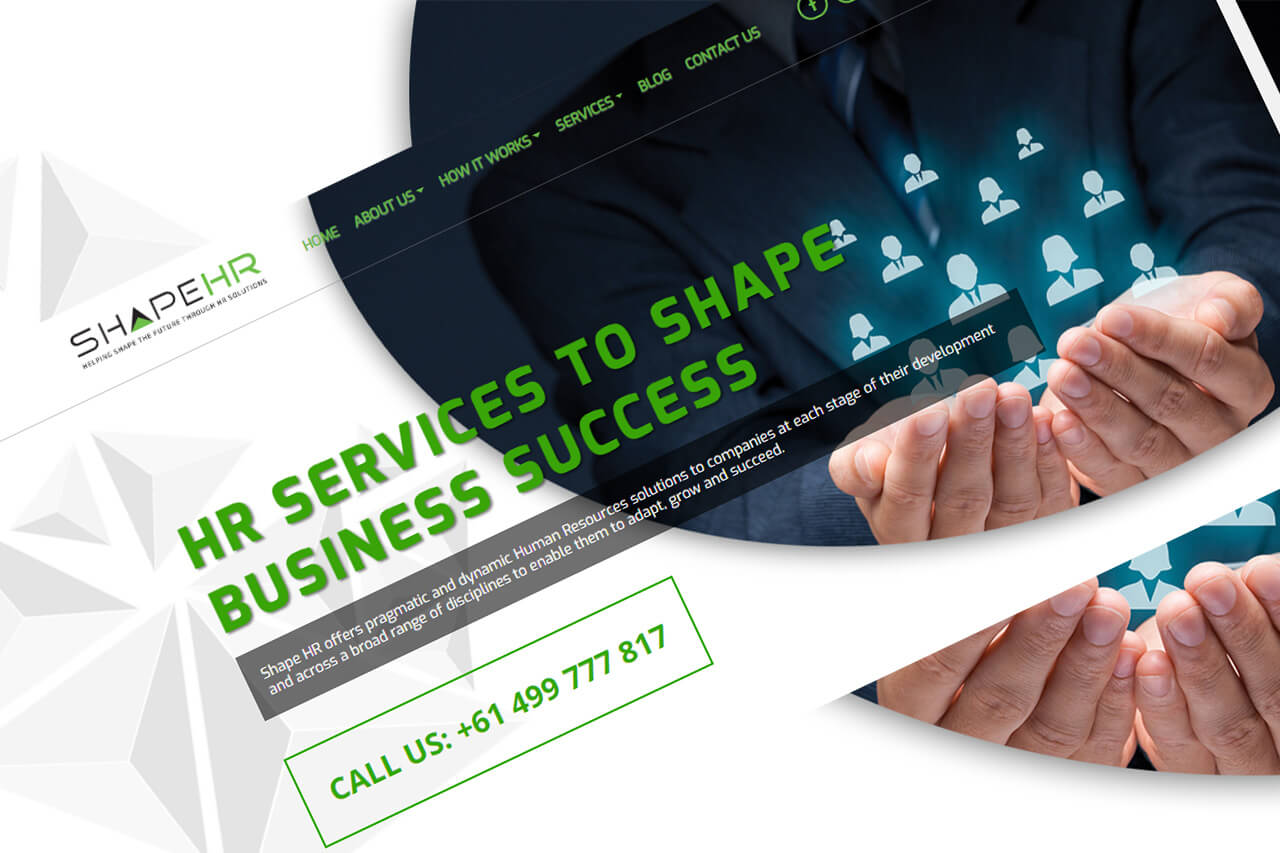 HOME ABOUT US HOW IT WORKS SERVICES BLOG CONTACT US
SHAPEHR
HELPING SHAPE THE FUTURE THROUGH HR SOLUTIONS
HR SERVICES TO SHAPE
BUSINESS SUCCESS
Shape HR offers pragmatic and dynamic Human Resources solutions to companies at each stage of their development
and across a broad range of disciplines to enable them to adapt, grow and succeed.
CALL US: +61 499 777 817